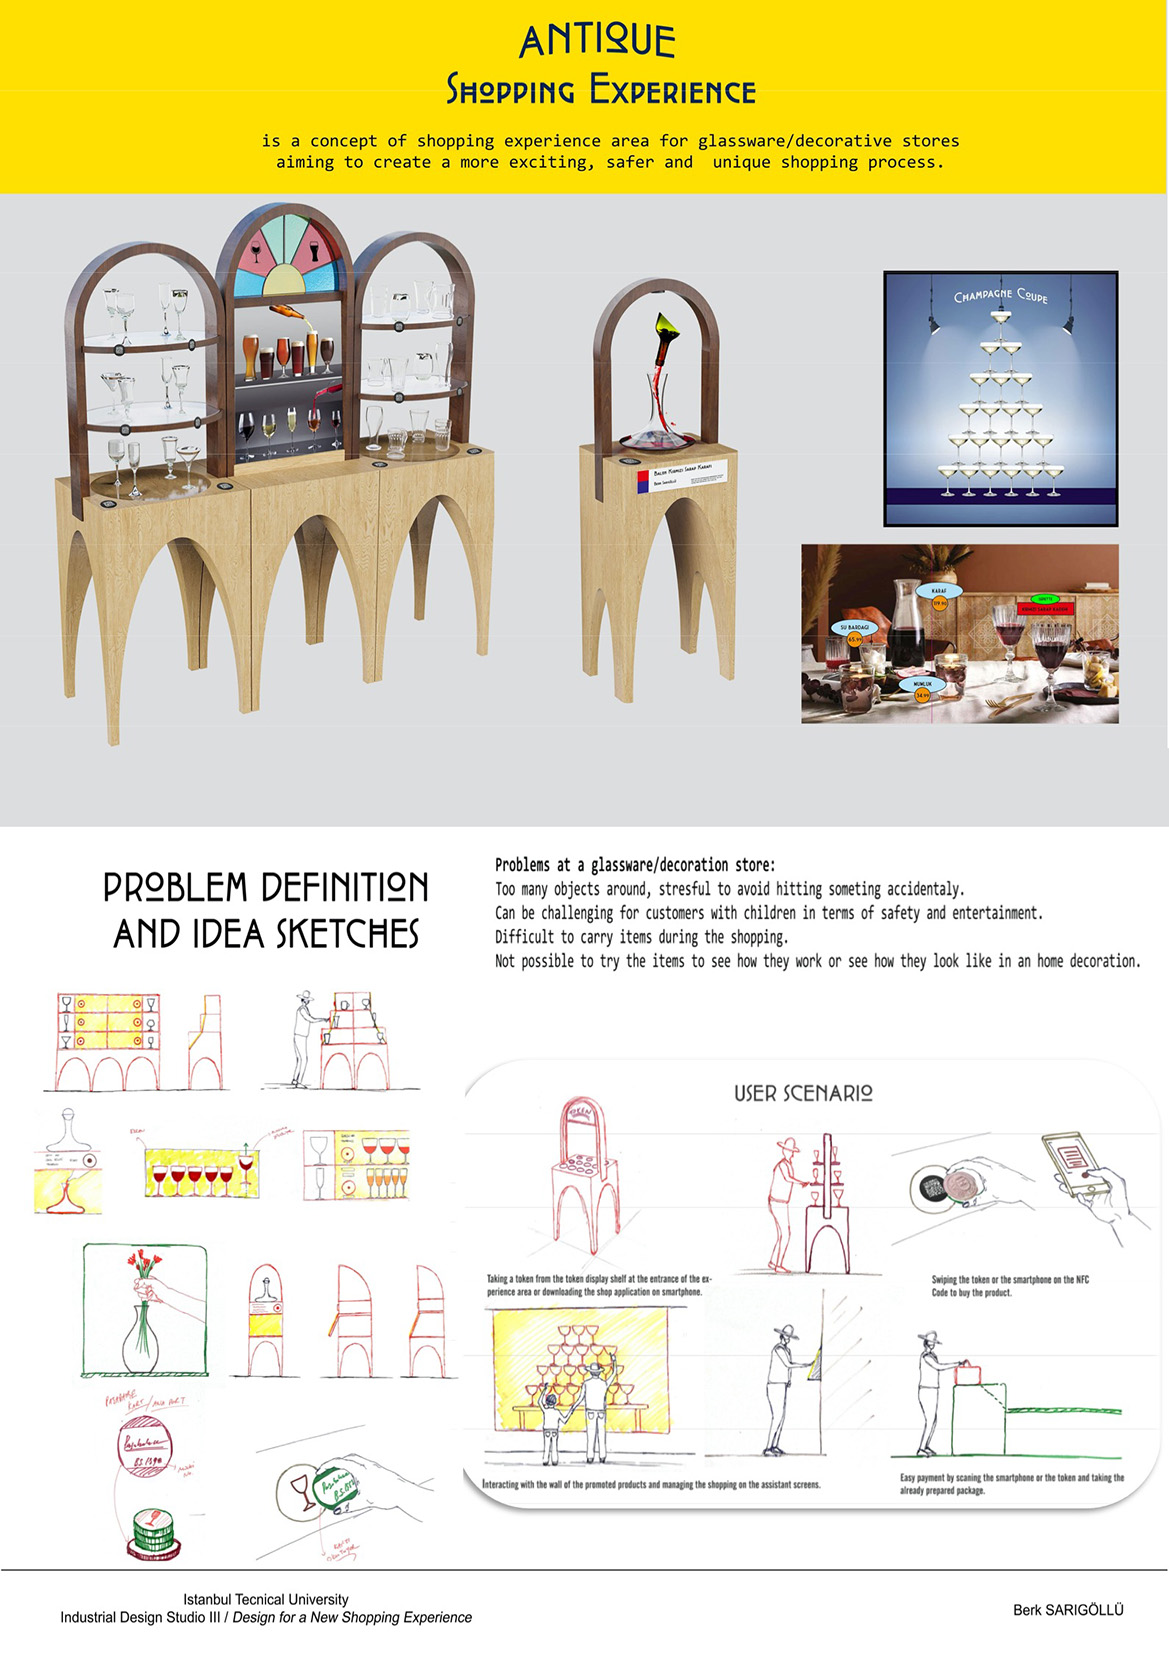 ANTIQUE
SHOPPING EXPERIENCE
is a concept of shopping experience area for glassware/decorative stores
aiming to create a more exciting, safer and unique shopping process.
CHAMPAGNE COUPE
KARAF
SU BARDAGI
65.99
MUMLUK
34.99
PROBLEM DEFINITION
AND IDEA SKETCHES
Problems at a glassware/decoration store:
Too many objects around, stresful to avoid hitting someting accidentaly.
Can be challenging for customers with children in terms of safety and entertainment.
Difficult to carry items during the shopping.
Not possible to try the items to see how they work or see how they look like in an home decoration.
USER SCENARIO
TOKEN
Taking a token from the token display shelf at the entrance of the ex-
perience area or downloading the shop application on smartphone.
Swiping the token or the smartphone on the NFC
Code to buy the product.
Interacting with the wall of the promoted products and managing the shopping on the assistant screens.
Easy payment by scaning the smartphone or the token and taking the
already prepared package.
Istanbul Tecnical University
Industrial Design Studio III / Design for a New Shopping Experience
Berk SARIGÖLLÜ